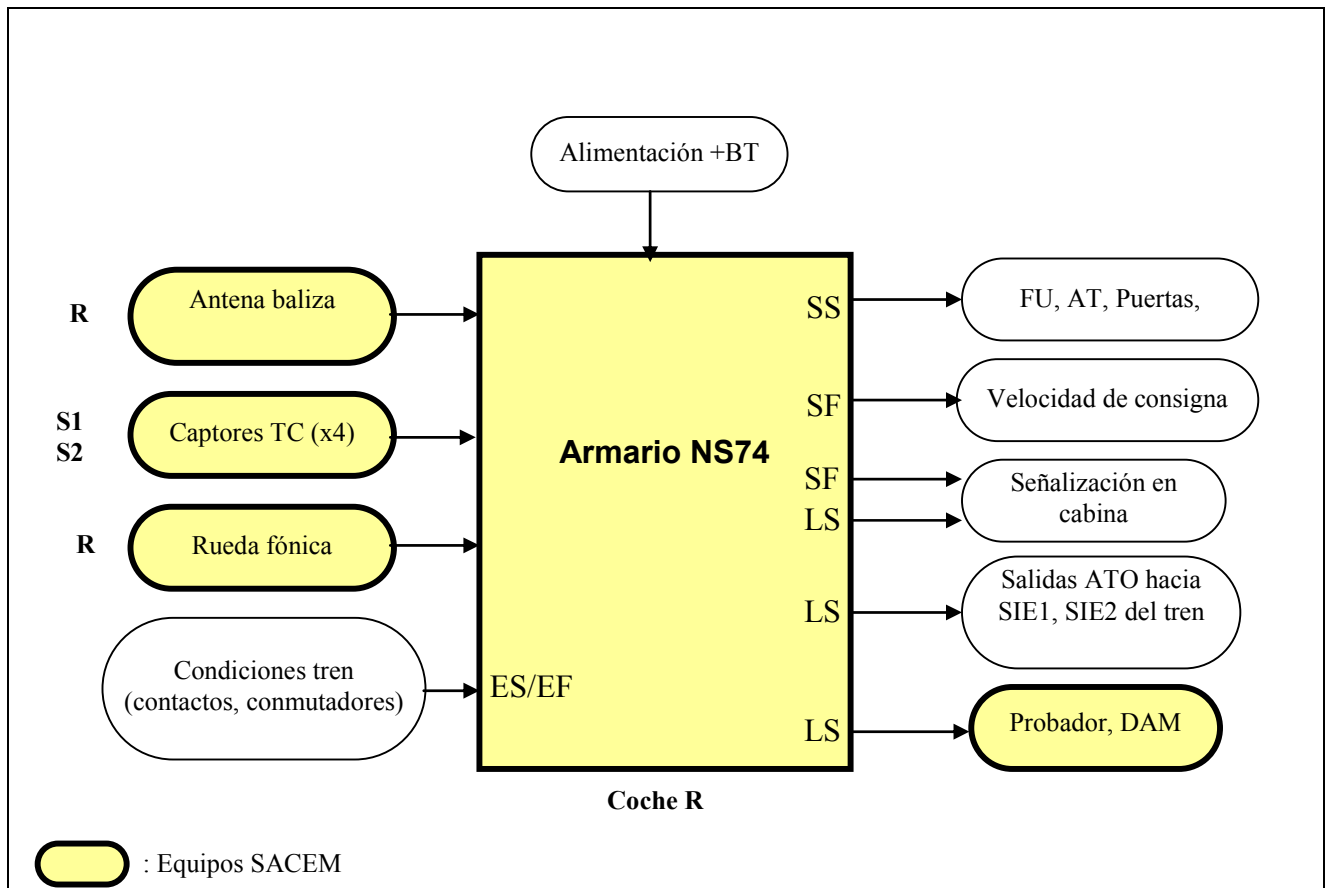 Alimentación +BT
R
Antena baliza
SS
FU, AT, Puertas,
S1
S2
Captores TC (x4)
SF
Velocidad de consigna
Armario NS74
SF
LS
Señalización en
cabina
R
Rueda fónica
LS
Salidas ATO hacia
SIE1, SIE2 del tren
Condiciones tren
(contactos, conmutadores)
ES/EF
LS
Probador, DAM
Coche R
: Equipos SACEM